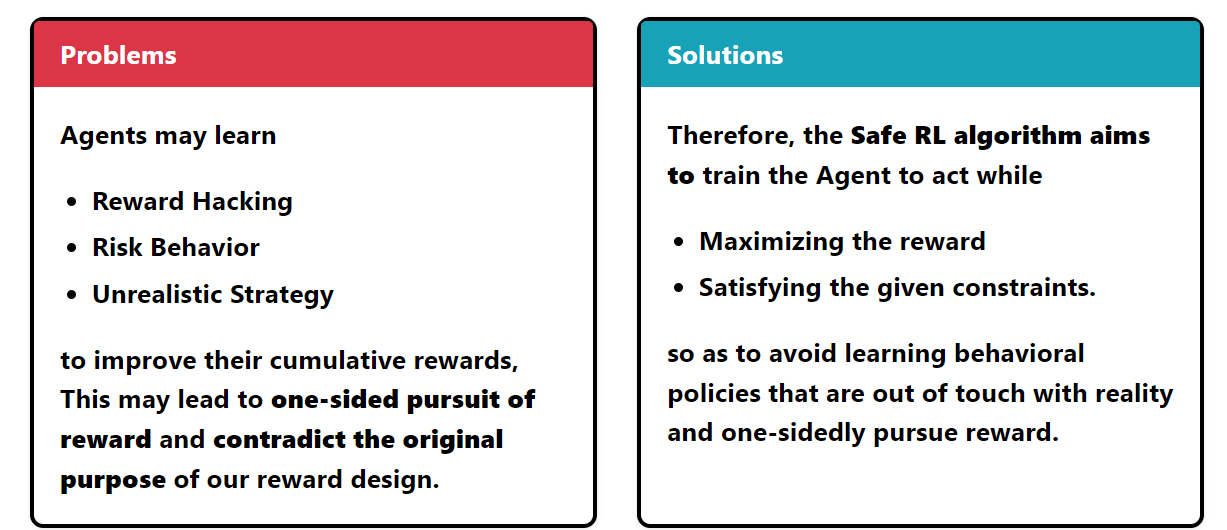 Problems
Agents may learn
• Reward Hacking
• Risk Behavior
• Unrealistic Strategy
to improve their cumulative rewards,
This may lead to one-sided pursuit of
reward and contradict the original
purpose of our reward design.
Solutions
Therefore, the Safe RL algorithm aims
to train the Agent to act while
• Maximizing the reward
• Satisfying the given constraints.
so as to avoid learning behavioral
policies that are out of touch with reality
and one-sidedly pursue reward.